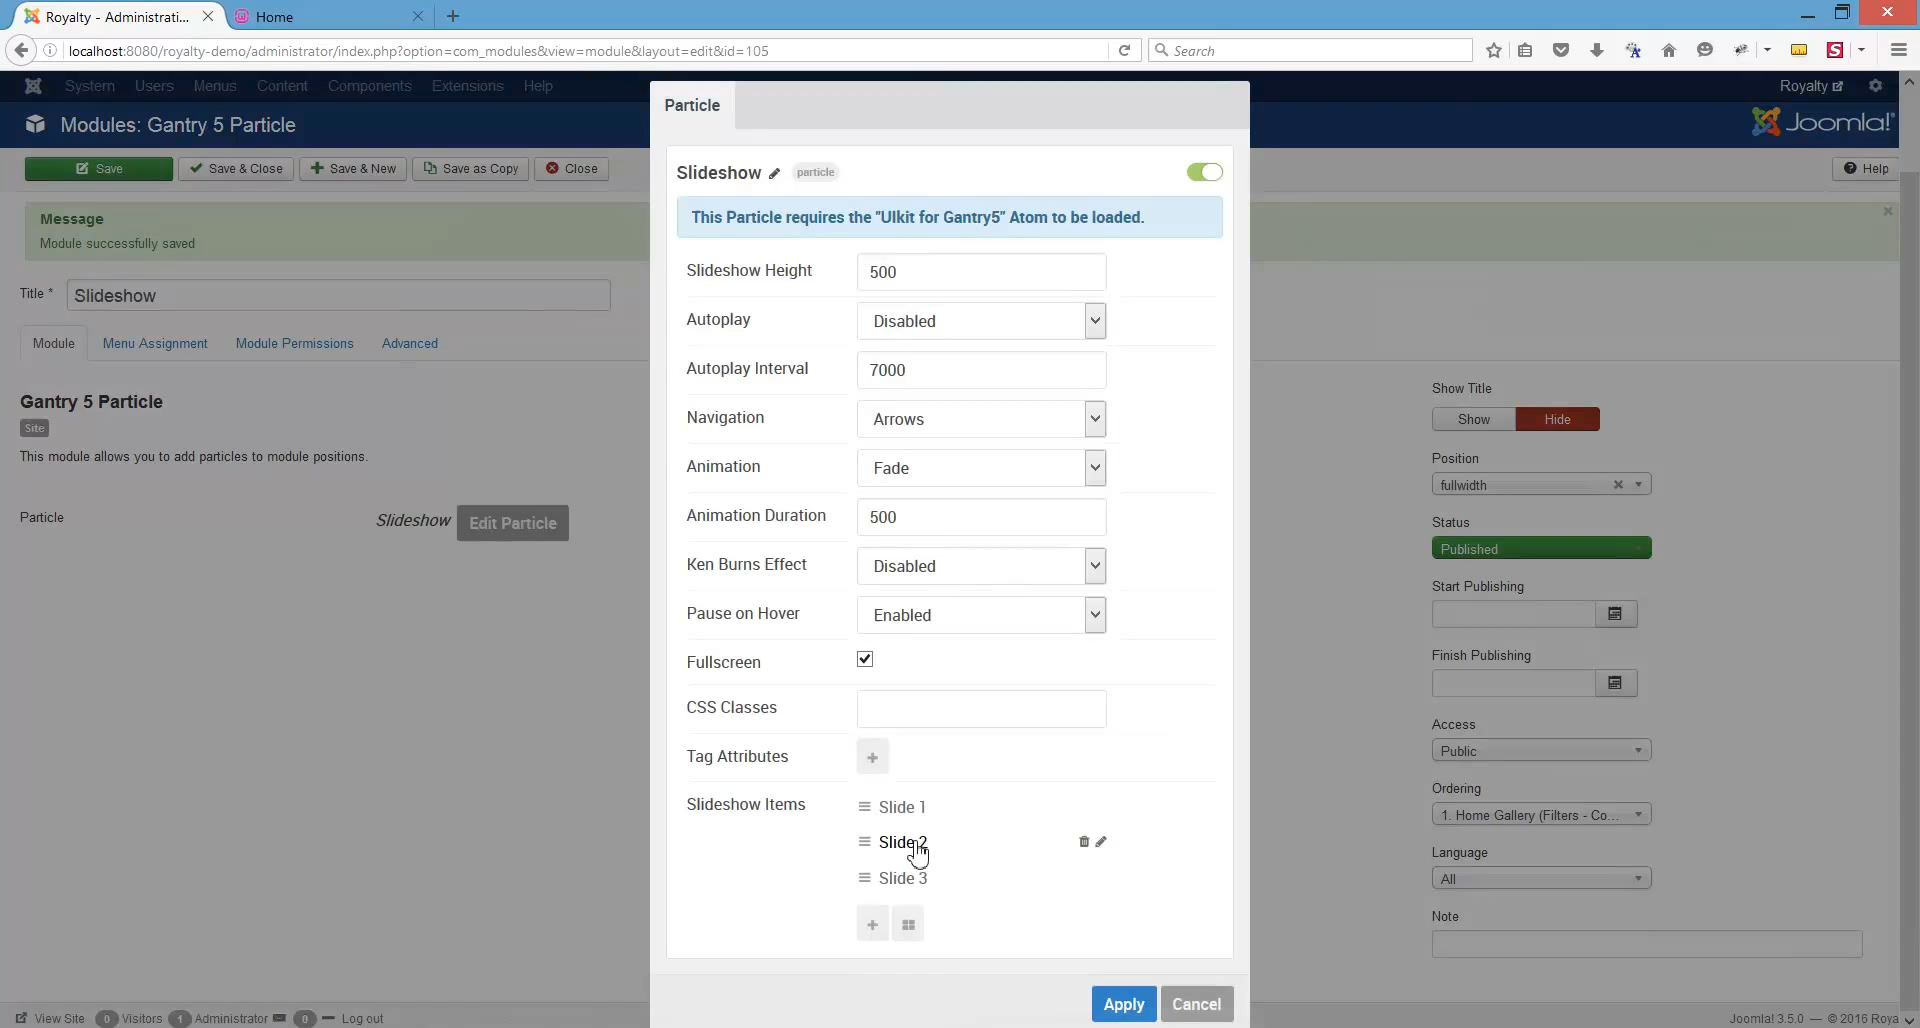 Royalty - Administrati...
Home
localhost:8080/royalty-demo/administrator/index.php?option=com_modules&view=module&layout=edit&id=105
Search
System Users Menus Content Components Extensions Help
Royalty
Modules: Gantry 5 Particle
Joomla!
Save
Save & Close
Save & New
Save as Copy
Close
Help
Message
Module successfully saved
Title *
Slideshow
Module
Menu Assignment
Module Permissions
Advanced
Gantry 5 Particle
Site
This module allows you to add particles to module positions.
Particle
Slideshow
Edit Particle
Particle
Slideshow
particle
This Particle requires the "UIkit for Gantry5" Atom to be loaded.
Slideshow Height
500
Autoplay
Disabled
Autoplay Interval
7000
Navigation
Arrows
Animation
Fade
Animation Duration
500
Ken Burns Effect
Disabled
Pause on Hover
Enabled
Fullscreen
CSS Classes
Tag Attributes
Slideshow Items
Slide 1
Slide 2
Slide 3
Apply
Cancel
Show Title
Show
Hide
Position
fullwidth
Status
Published
Start Publishing
Finish Publishing
Access
Public
Ordering
1. Home Gallery (Filters - Co...
Language
All
Note
View Site
0 Visitors
1 Administrator
0
Log out
Joomla! 3.5.0 — © 2016 Roya